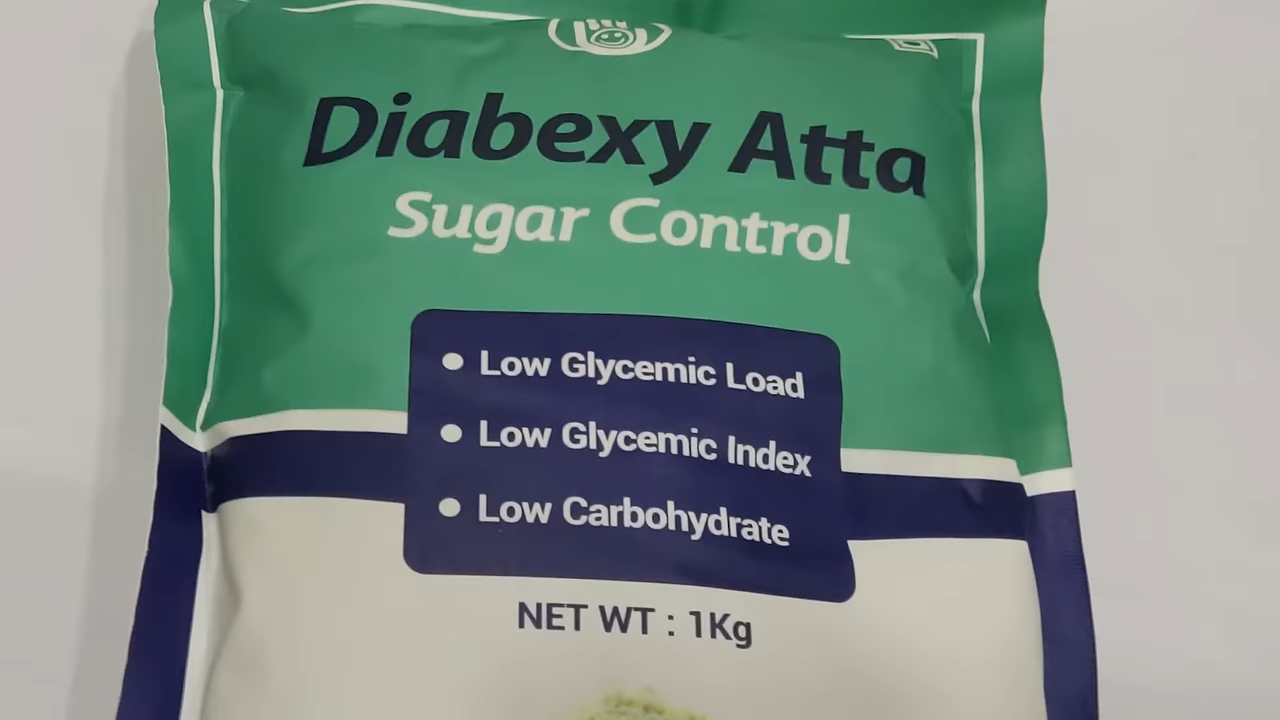 Diabexy Atta
Sugar Control
• Low Glycemic Load
• Low Glycemic Index
• Low Carbohydrate
NET WT : 1Kg